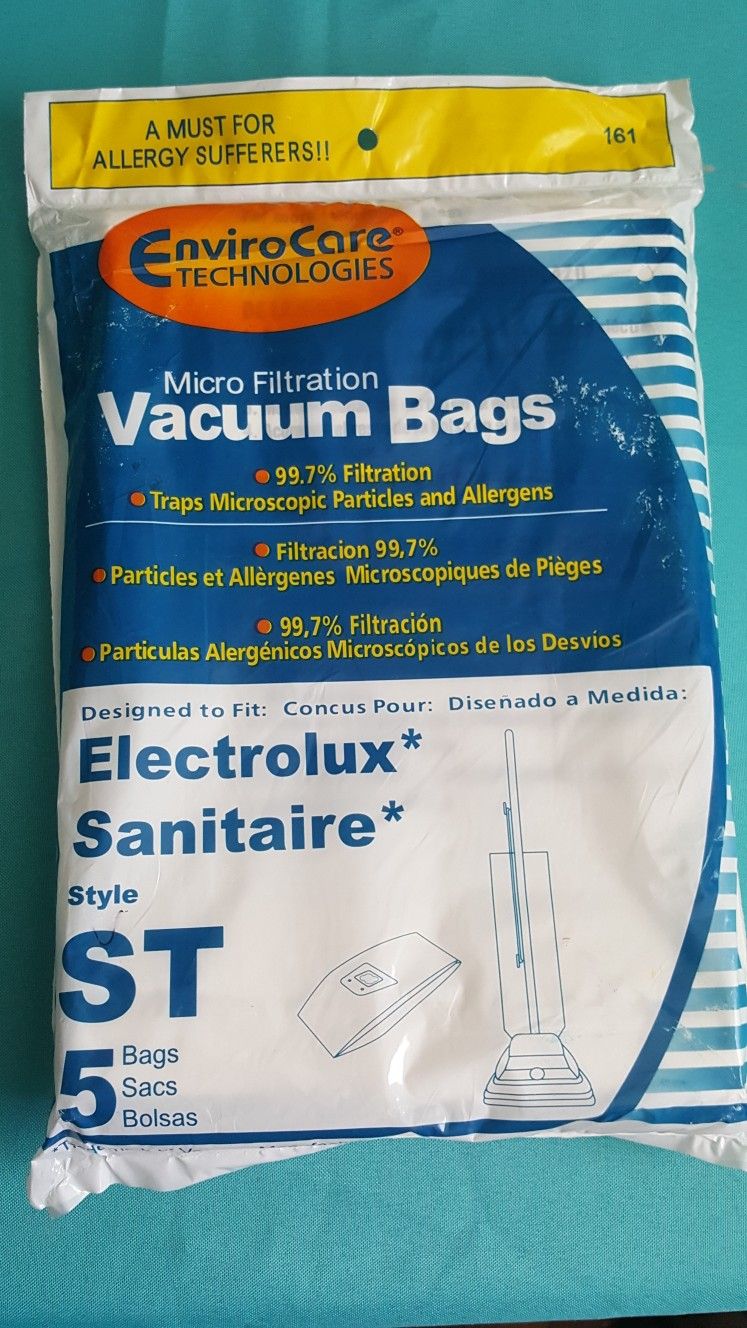 A MUST FOR
ALLERGY SUFFERERS!!
161
EnviroCare®
TECHNOLOGIES
Micro Filtration
Vacuum Bags
99.7% Filtration
Traps Microscopic Particles and Allergens
Filtracion 99,7%
Particles et Allèrgenes Microscopiques de Pièges
99,7% Filtración
Particulas Alergénicos Microscópicos de los Desvios
Designed to Fit: Concus Pour: Diseñado a Medida:
Electrolux*
Sanitaire*
Style
ST
5
Bags
Sacs
Bolsas